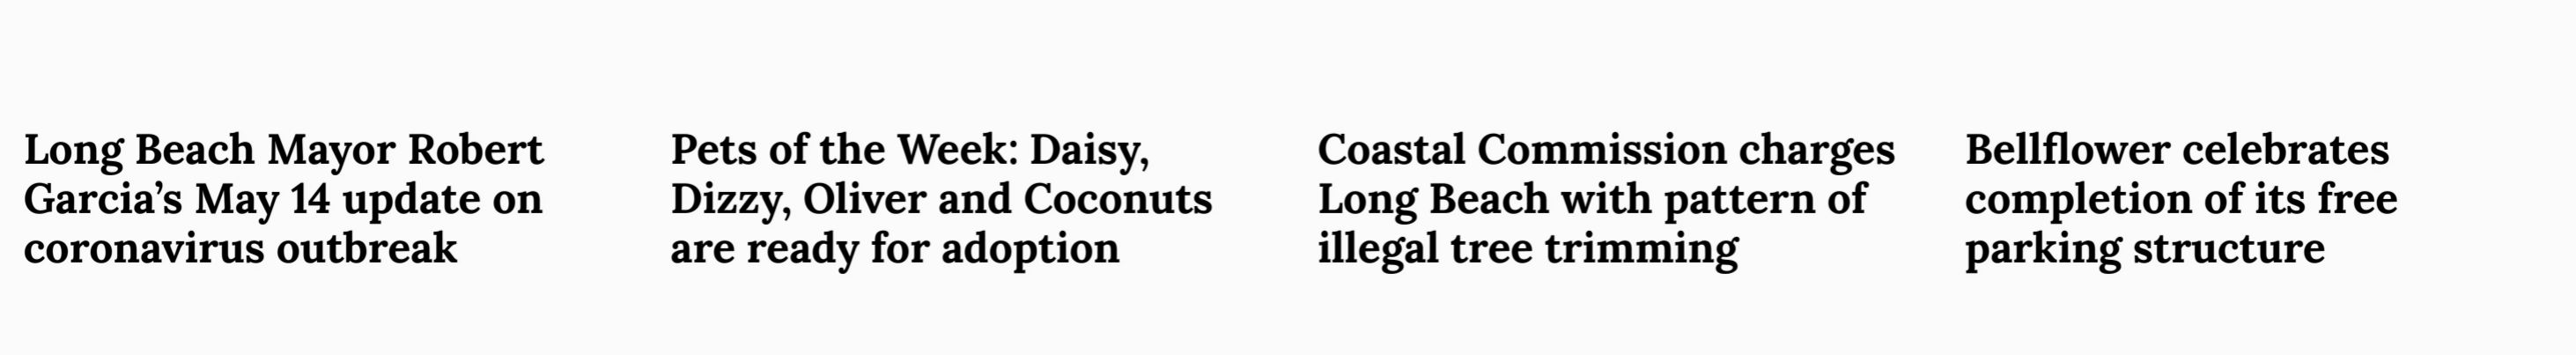 Long Beach Mayor Robert
Garcia’s May 14 update on
coronavirus outbreak
Pets of the Week: Daisy,
Dizzy, Oliver and Coconuts
are ready for adoption
Coastal Commission charges
Long Beach with pattern of
illegal tree trimming
Bellflower celebrates
completion of its free
parking structure